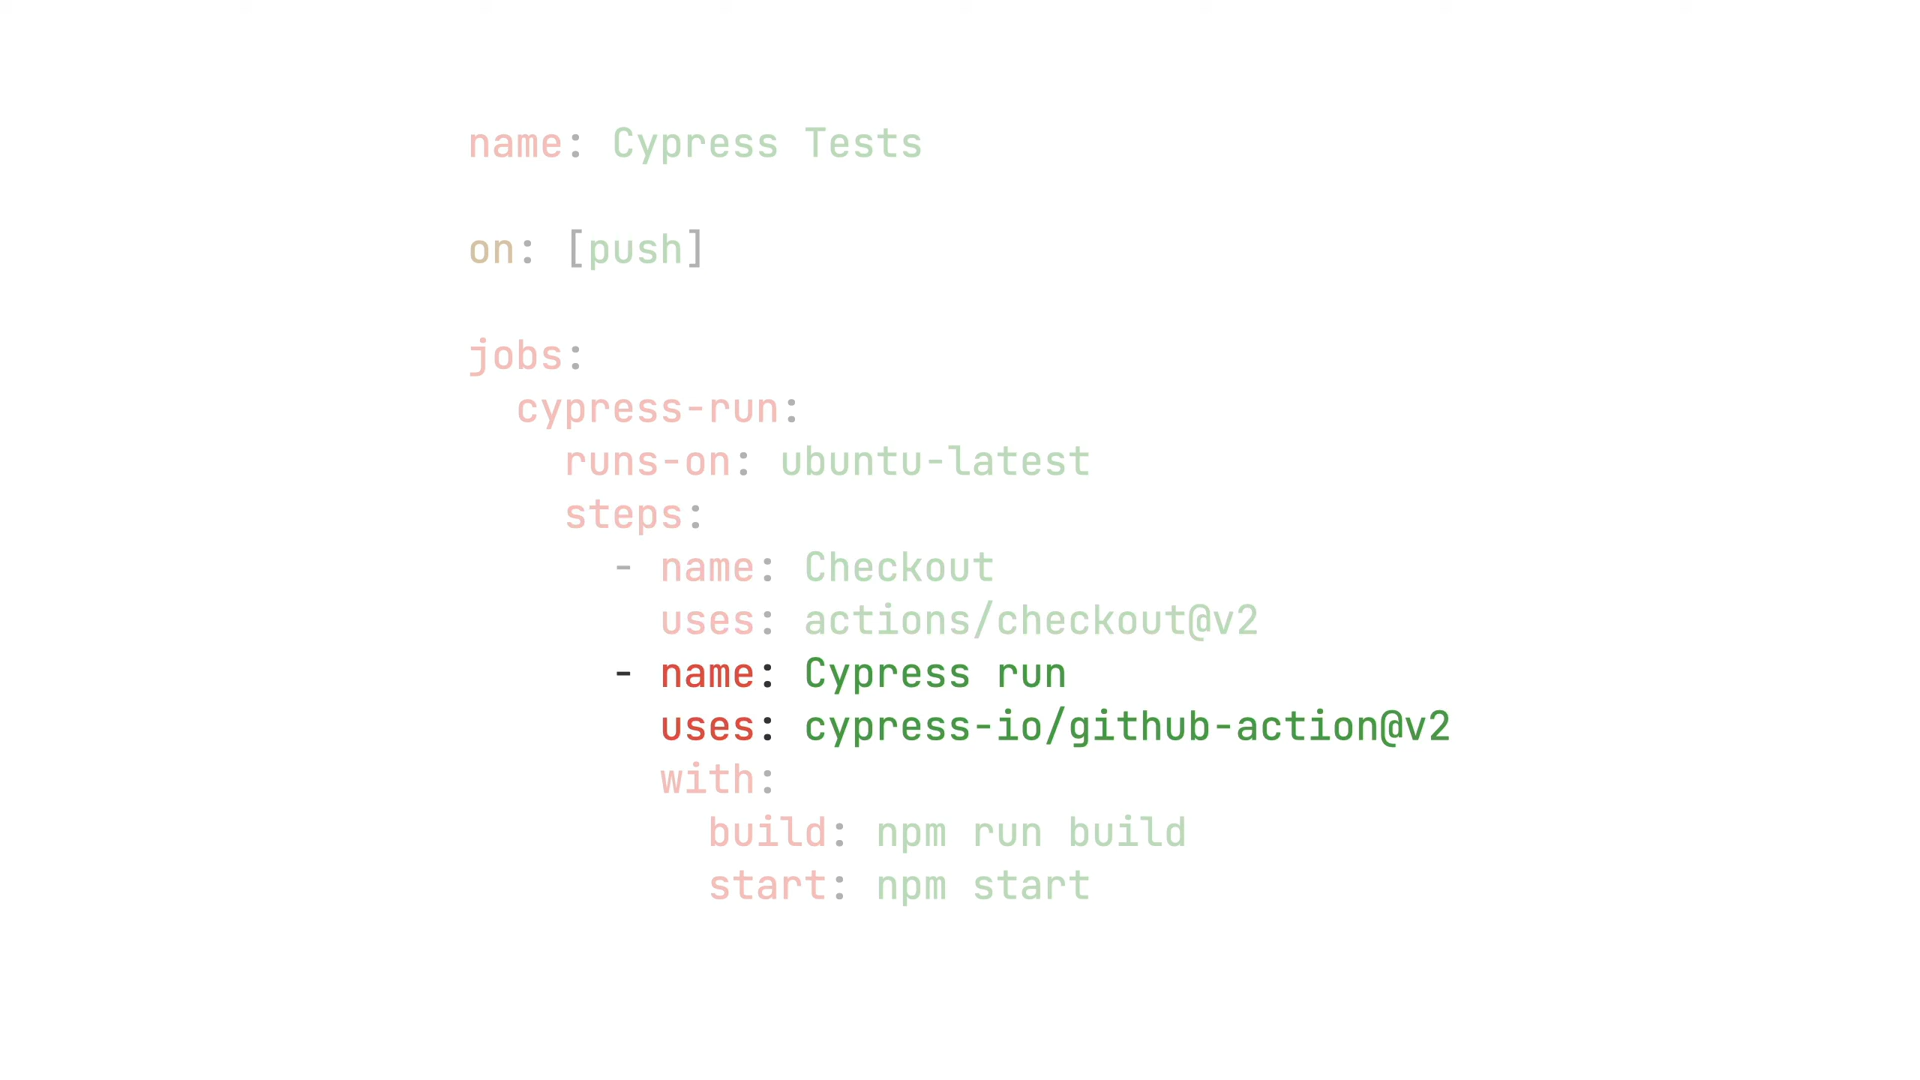 name: Cypress Tests
on: [push]
jobs:
  cypress-run:
    runs-on: ubuntu-latest
    steps:
      - name: Checkout
        uses: actions/checkout@v2
      - name: Cypress run
        uses: cypress-io/github-action@v2
        with:
          build: npm run build
          start: npm start